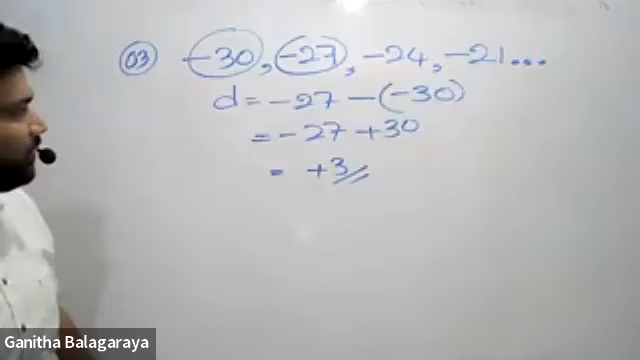 03 -30, -27, -24, -21...
d = -27 - (-30)
= -27 + 30
= +3
Ganitha Balagaraya